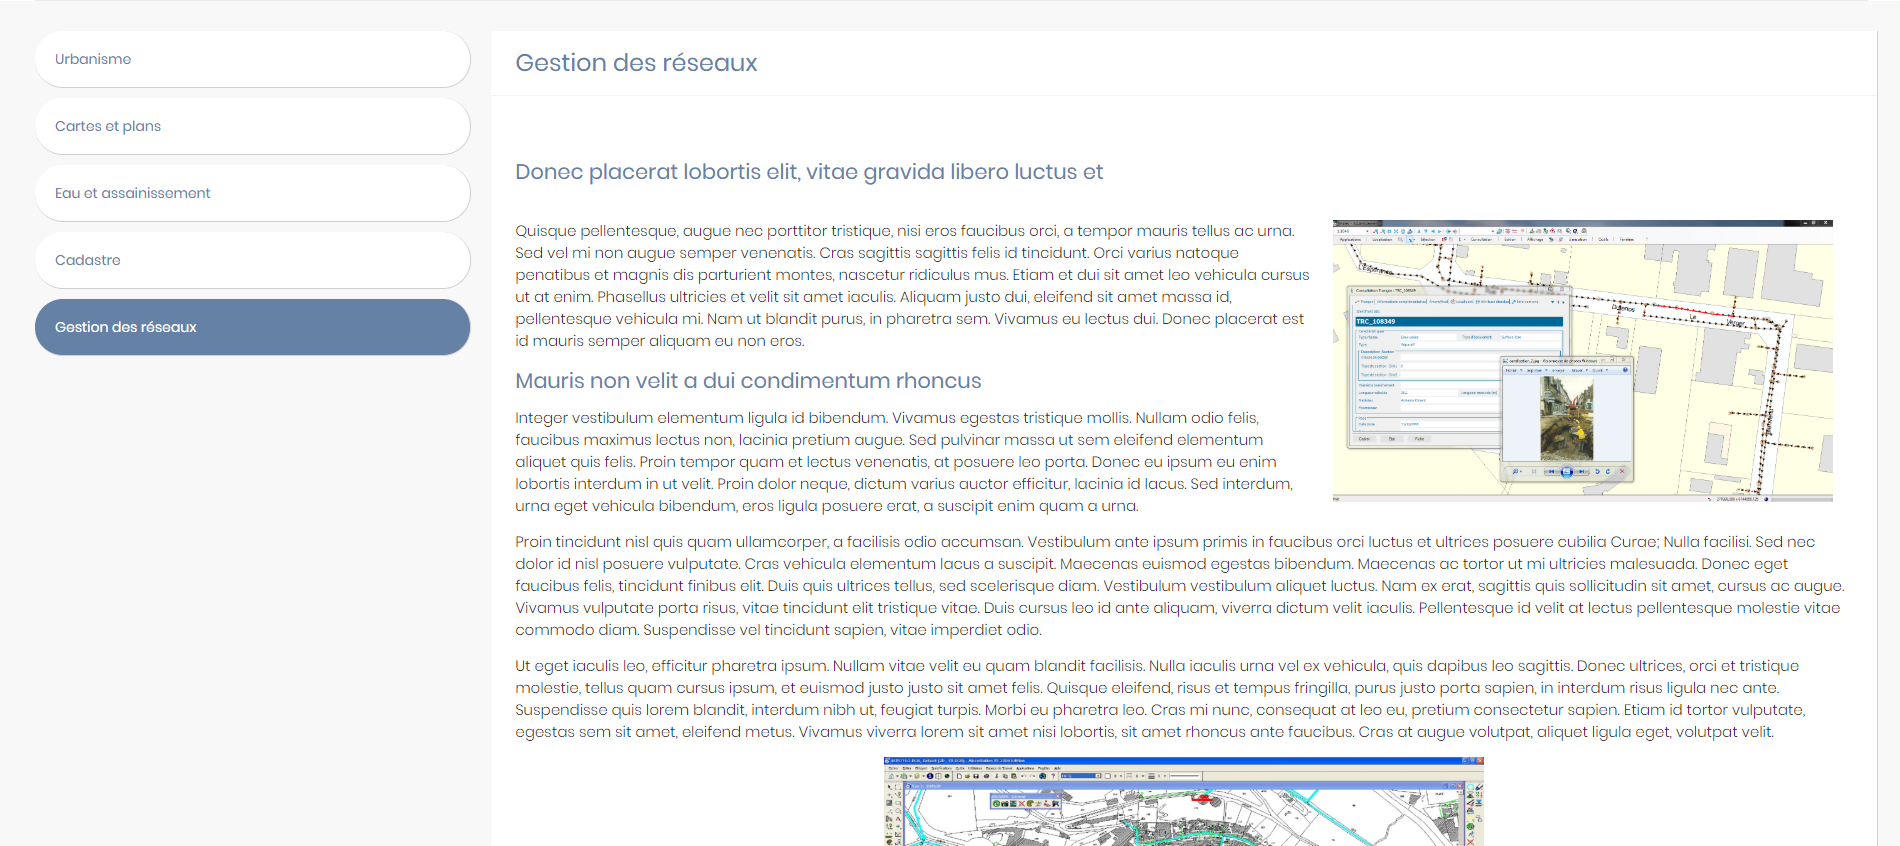 Urbanisme
Cartes et plans
Eau et assainissement
Cadastre
Gestion des réseaux
Gestion des réseaux
Donec placerat lobortis elit, vitae gravida libero luctus et
Quisque pellentesque, augue nec porttitor tristique, nisi eros faucibus orci, a tempor mauris tellus ac urna.
Sed vel mi non augue semper venenatis. Cras sagittis sagittis felis id tincidunt. Orci varius natoque
penatibus et magnis dis parturient montes, nascetur ridiculus mus. Etiam et dui sit amet leo vehicula cursus
ut at enim. Phasellus ultricies et velit sit amet iaculis. Aliquam justo dui, eleifend sit amet massa id,
pellentesque vehicula mi. Nam ut blandit purus, in pharetra sem. Vivamus eu lectus dui. Donec placerat est
id mauris semper aliquam eu non eros.
TRC_108349
Mauris non velit a dui condimentum rhoncus
Integer vestibulum elementum ligula id bibendum. Vivamus egestas tristique mollis. Nullam odio felis,
faucibus maximus lectus non, lacinia pretium augue. Sed pulvinar massa ut sem eleifend elementum
aliquet quis felis. Proin tempor quam et lectus venenatis, at posuere leo porta. Donec eu ipsum eu enim
lobortis interdum in ut velit. Proin dolor neque, dictum varius auctor efficitur, lacinia id lacus. Sed interdum,
urna eget vehicula bibendum, eros ligula posuere erat, a suscipit enim quam a urna.
Proin tincidunt nisl quis quam ullamcorper, a facilisis odio accumsan. Vestibulum ante ipsum primis in faucibus orci luctus et ultrices posuere cubilia Curae; Nulla facilisi. Sed nec
dolor id nisl posuere vulputate. Cras vehicula elementum lacus a suscipit. Maecenas euismod egestas bibendum. Maecenas ac tortor ut mi ultricies malesuada. Donec eget
faucibus felis, tincidunt finibus elit. Duis quis ultrices tellus, sed scelerisque diam. Vestibulum vestibulum aliquet luctus. Nam ex erat, sagittis quis sollicitudin sit amet, cursus ac augue.
Vivamus vulputate porta risus, vitae tincidunt elit tristique vitae. Duis cursus leo id ante aliquam, viverra dictum velit iaculis. Pellentesque id velit at lectus pellentesque molestie vitae
commodo diam. Suspendisse vel tincidunt sapien, vitae imperdiet odio.
Ut eget iaculis leo, efficitur pharetra ipsum. Nullam vitae velit eu quam blandit facilisis. Nulla iaculis urna vel ex vehicula, quis dapibus leo sagittis. Donec ultrices, orci et tristique
molestie, tellus quam cursus ipsum, et euismod justo justo sit amet felis. Quisque eleifend, risus et tempus fringilla, purus justo porta sapien, in interdum risus ligula nec ante.
Suspendisse quis lorem blandit, interdum nibh ut, feugiat turpis. Morbi eu pharetra leo. Cras mi nunc, consequat at leo eu, pretium consectetur sapien. Etiam id tortor vulputate,
egestas sem sit amet, eleifend metus. Vivamus viverra lorem sit amet nisi lobortis, sit amet rhoncus ante faucibus. Cras at augue volutpat, aliquet ligula eget, volutpat velit.